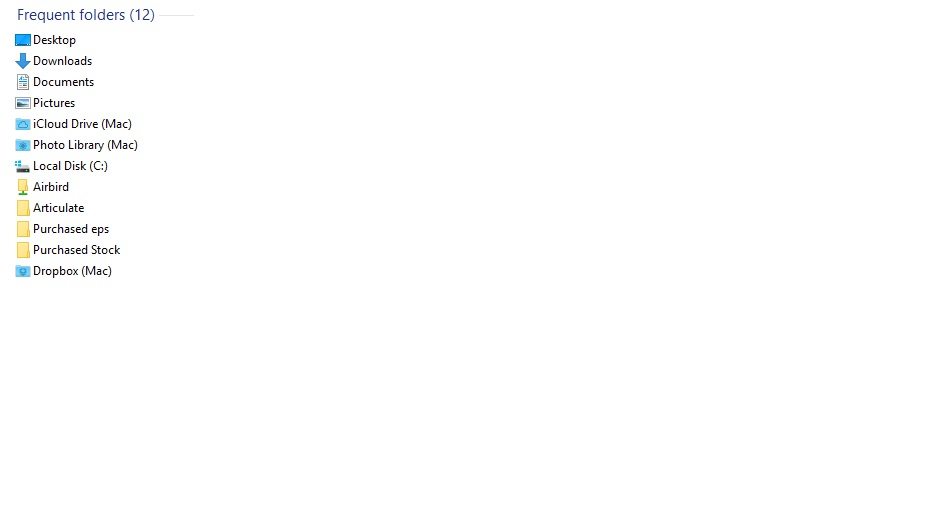 Frequent folders (12)
Desktop
Downloads
Documents
Pictures
iCloud Drive (Mac)
Photo Library (Mac)
Local Disk (C:)
Airbird
Articulate
Purchased eps
Purchased Stock
Dropbox (Mac)